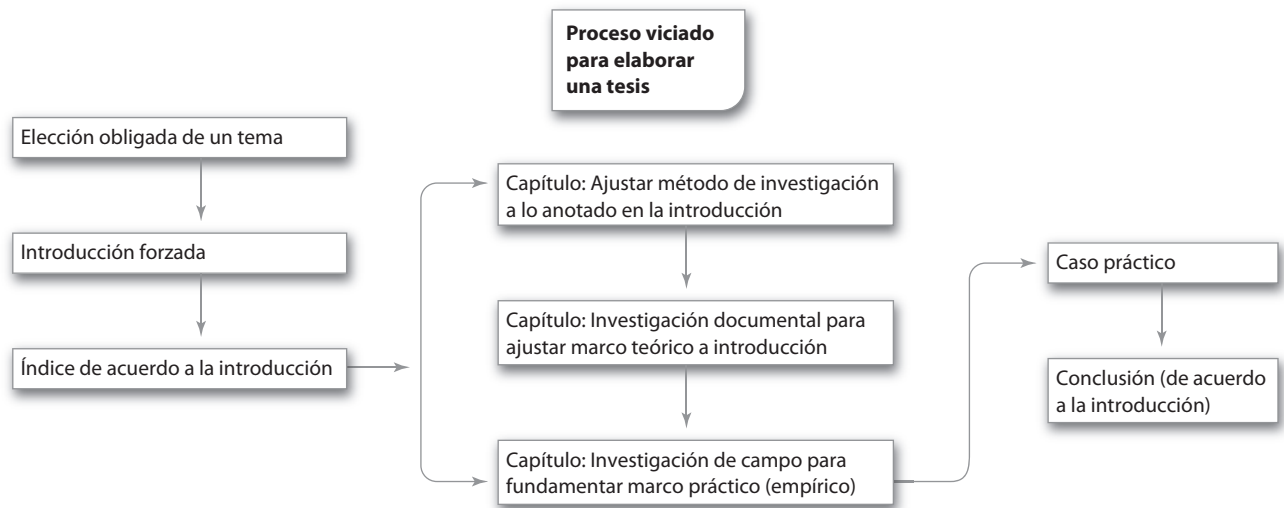 Proceso viciado
para elaborar
una tesis
Elección obligada de un tema
Introducción forzada
Índice de acuerdo a la introducción
Capítulo: Ajustar método de investigación
a lo anotado en la introducción
Capítulo: Investigación documental para
ajustar marco teórico a introducción
Capítulo: Investigación de campo para
fundamentar marco práctico (empírico)
Caso práctico
Conclusión (de acuerdo
a la introducción)